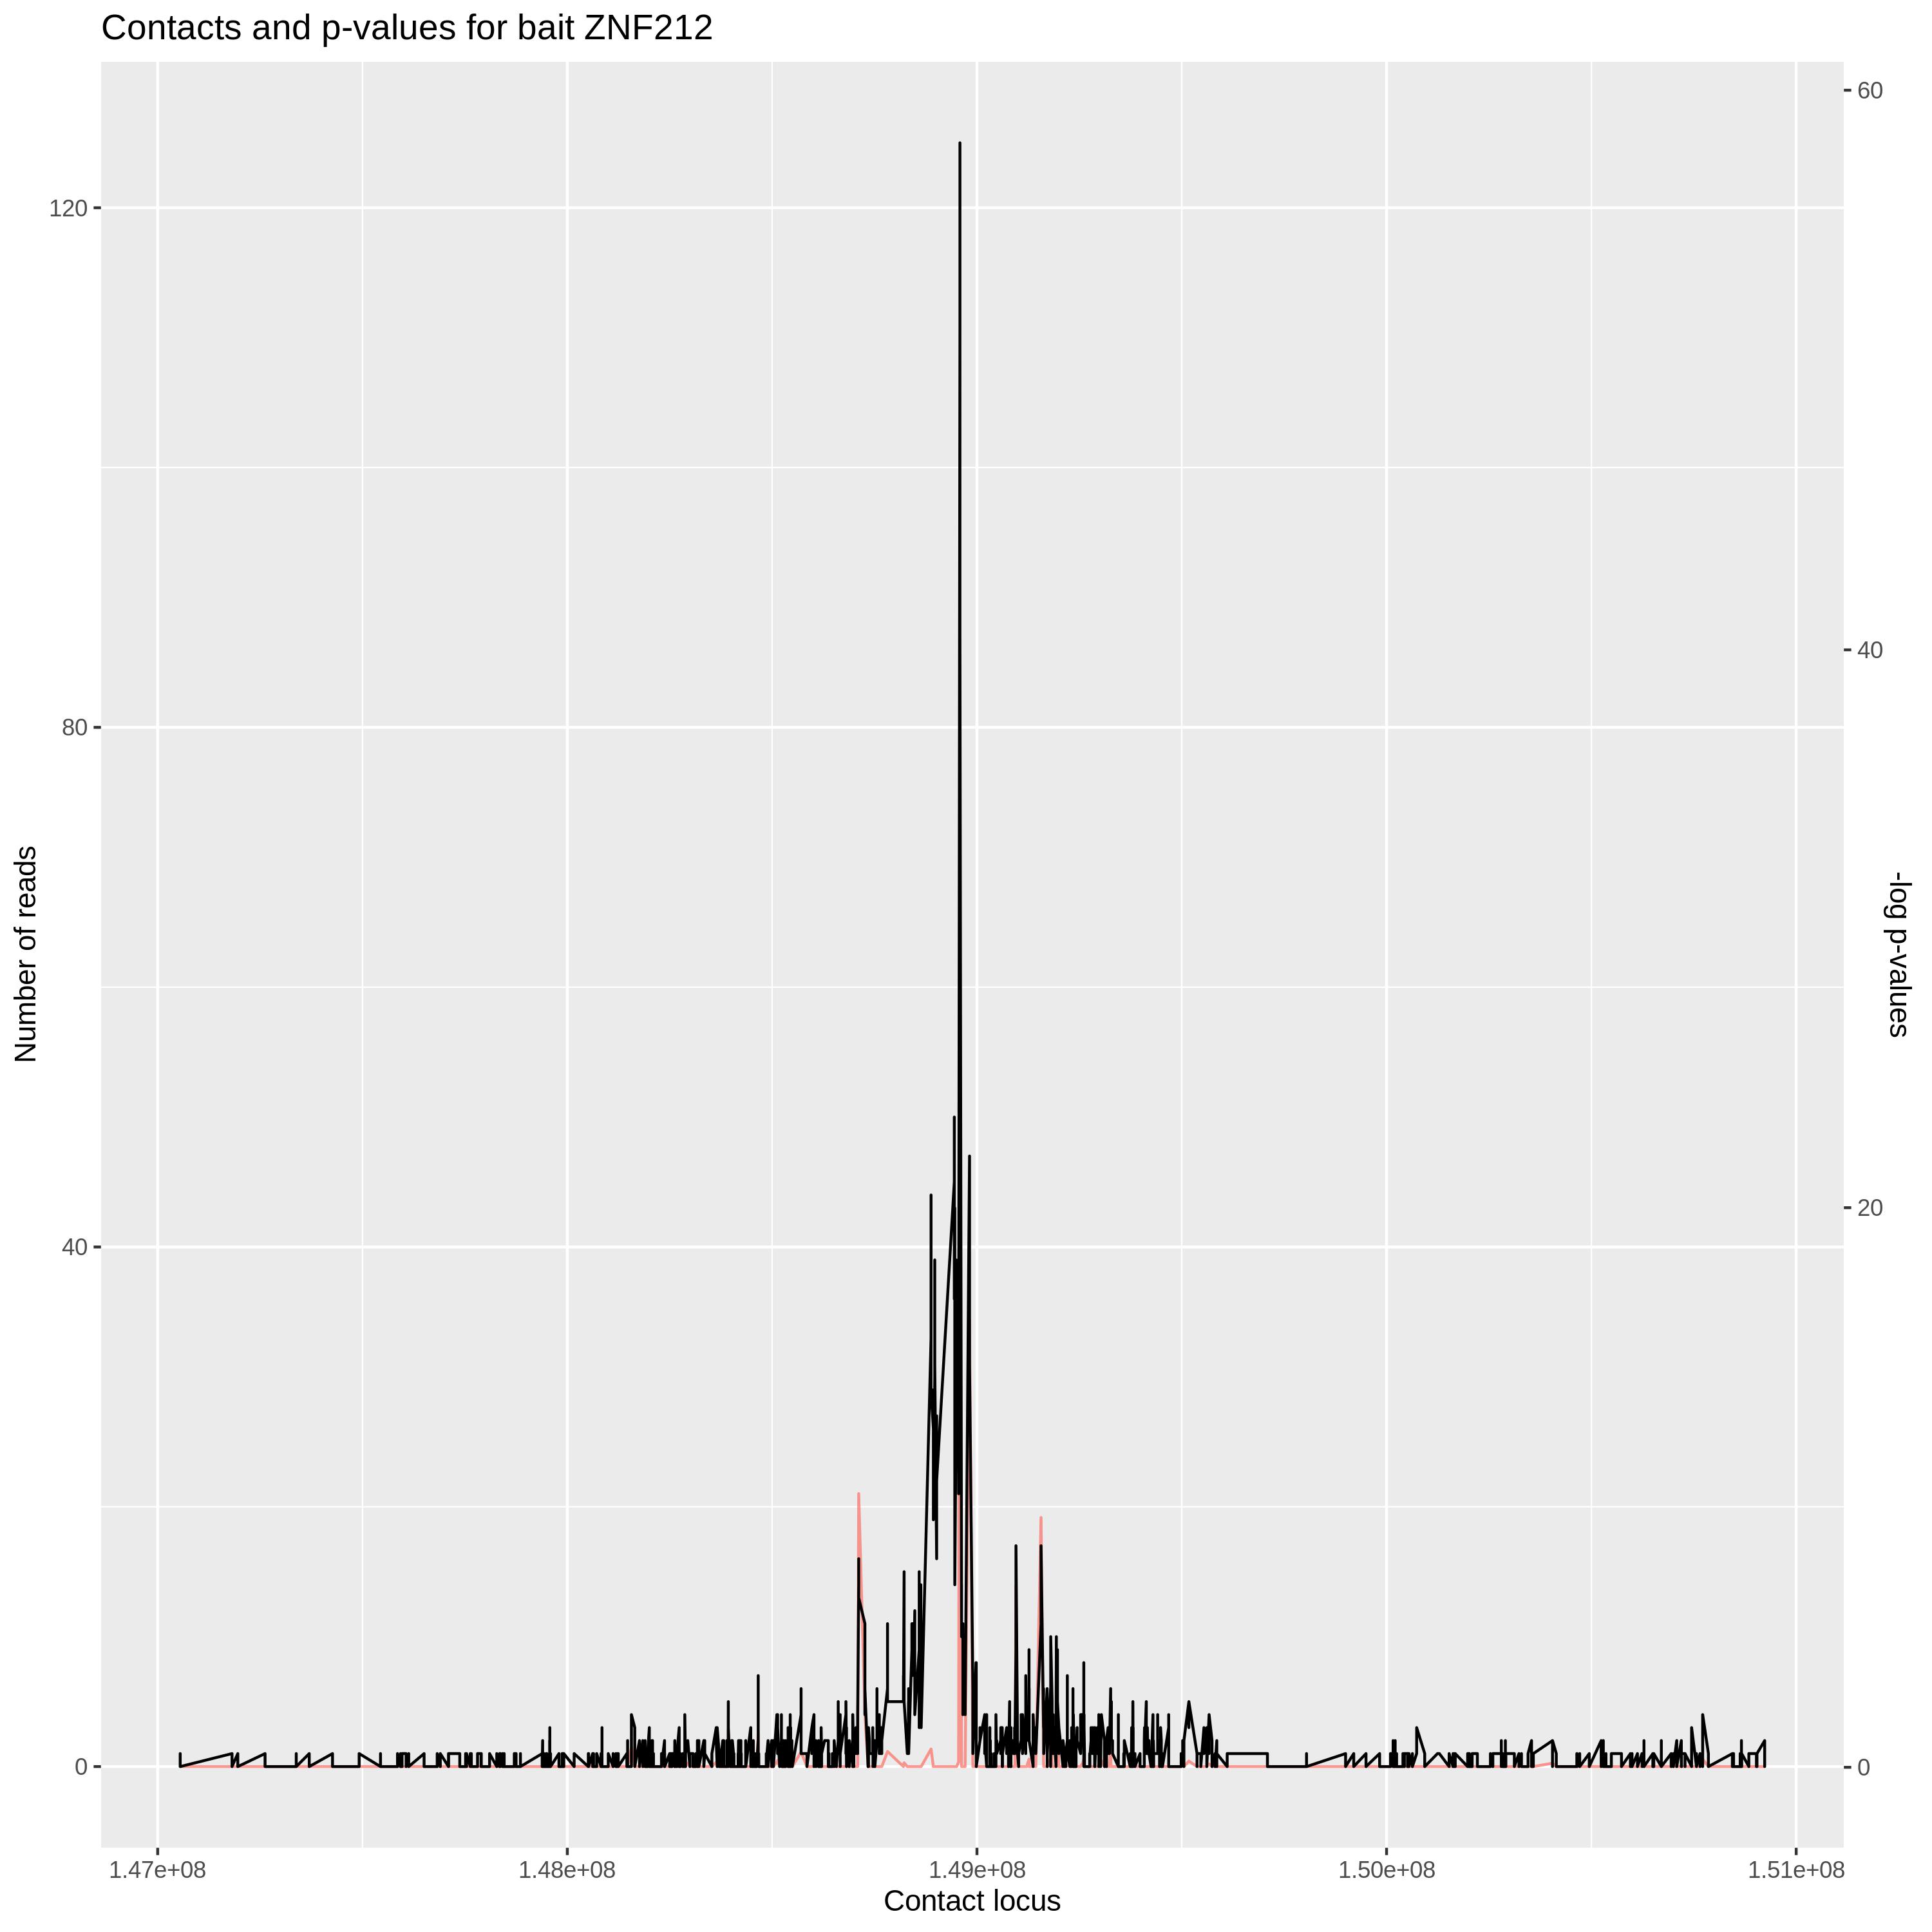 Contacts and p-values for bait ZNF212
120
80
40
0
60
40
20
0
Number of reads
-log p-values
1.47e+08
1.48e+08
1.49e+08
1.50e+08
1.51e+08
Contact locus